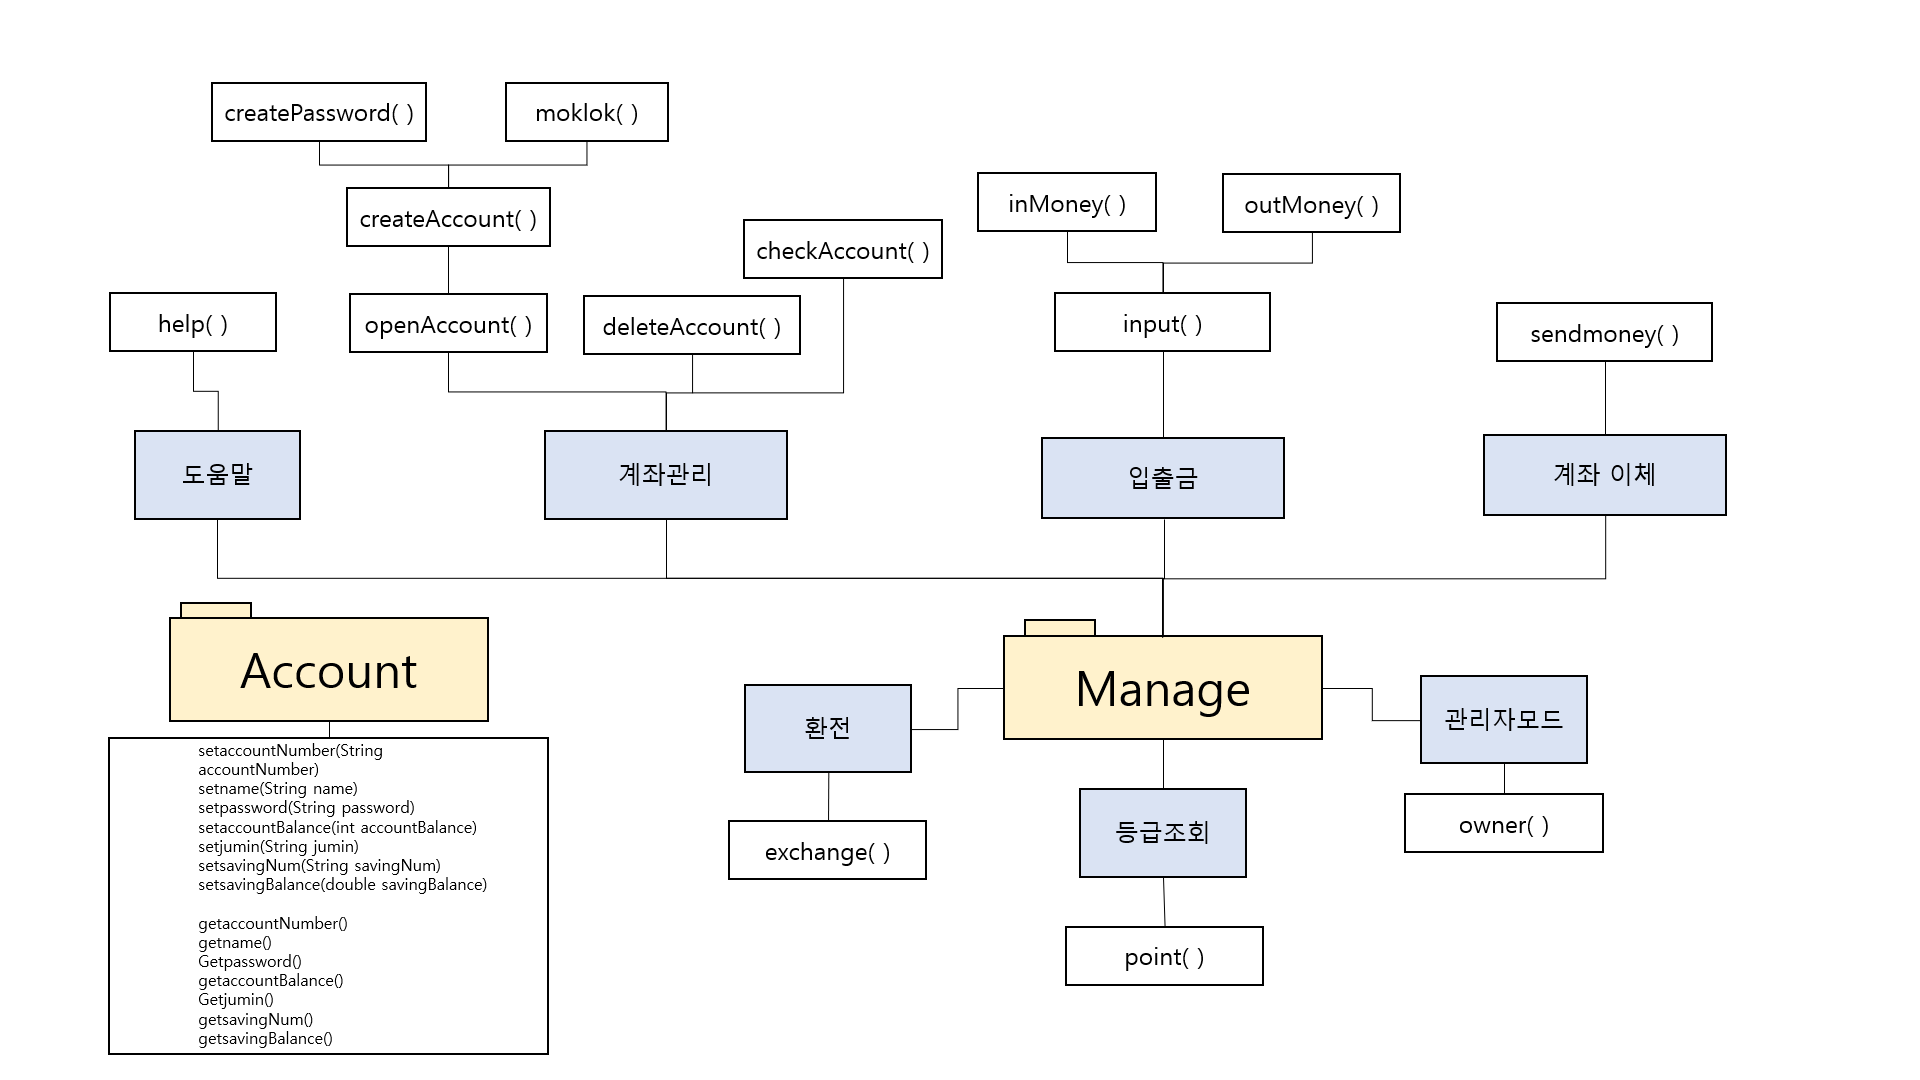 createPassword( )
moklok( )
createAccount( )
inMoney( )
outMoney( )
checkAccount( )
help( )
openAccount( )
deleteAccount( )
input( )
sendmoney( )
도움말
계좌관리
입출금
계좌 이체
Account
Manage
환전
관리자모드
setaccountNumber(String
accountNumber)
setname(String name)
setpassword(String password)
setaccountBalance(int accountBalance)
setjumin(String jumin)
setsavingNum(String savingNum)
setsavingBalance(double savingBalance)
getaccountNumber()
getname()
Getpassword()
getaccountBalance()
Getjumin()
getsavingNum()
getsavingBalance()
exchange( )
등급조회
owner( )
point( )